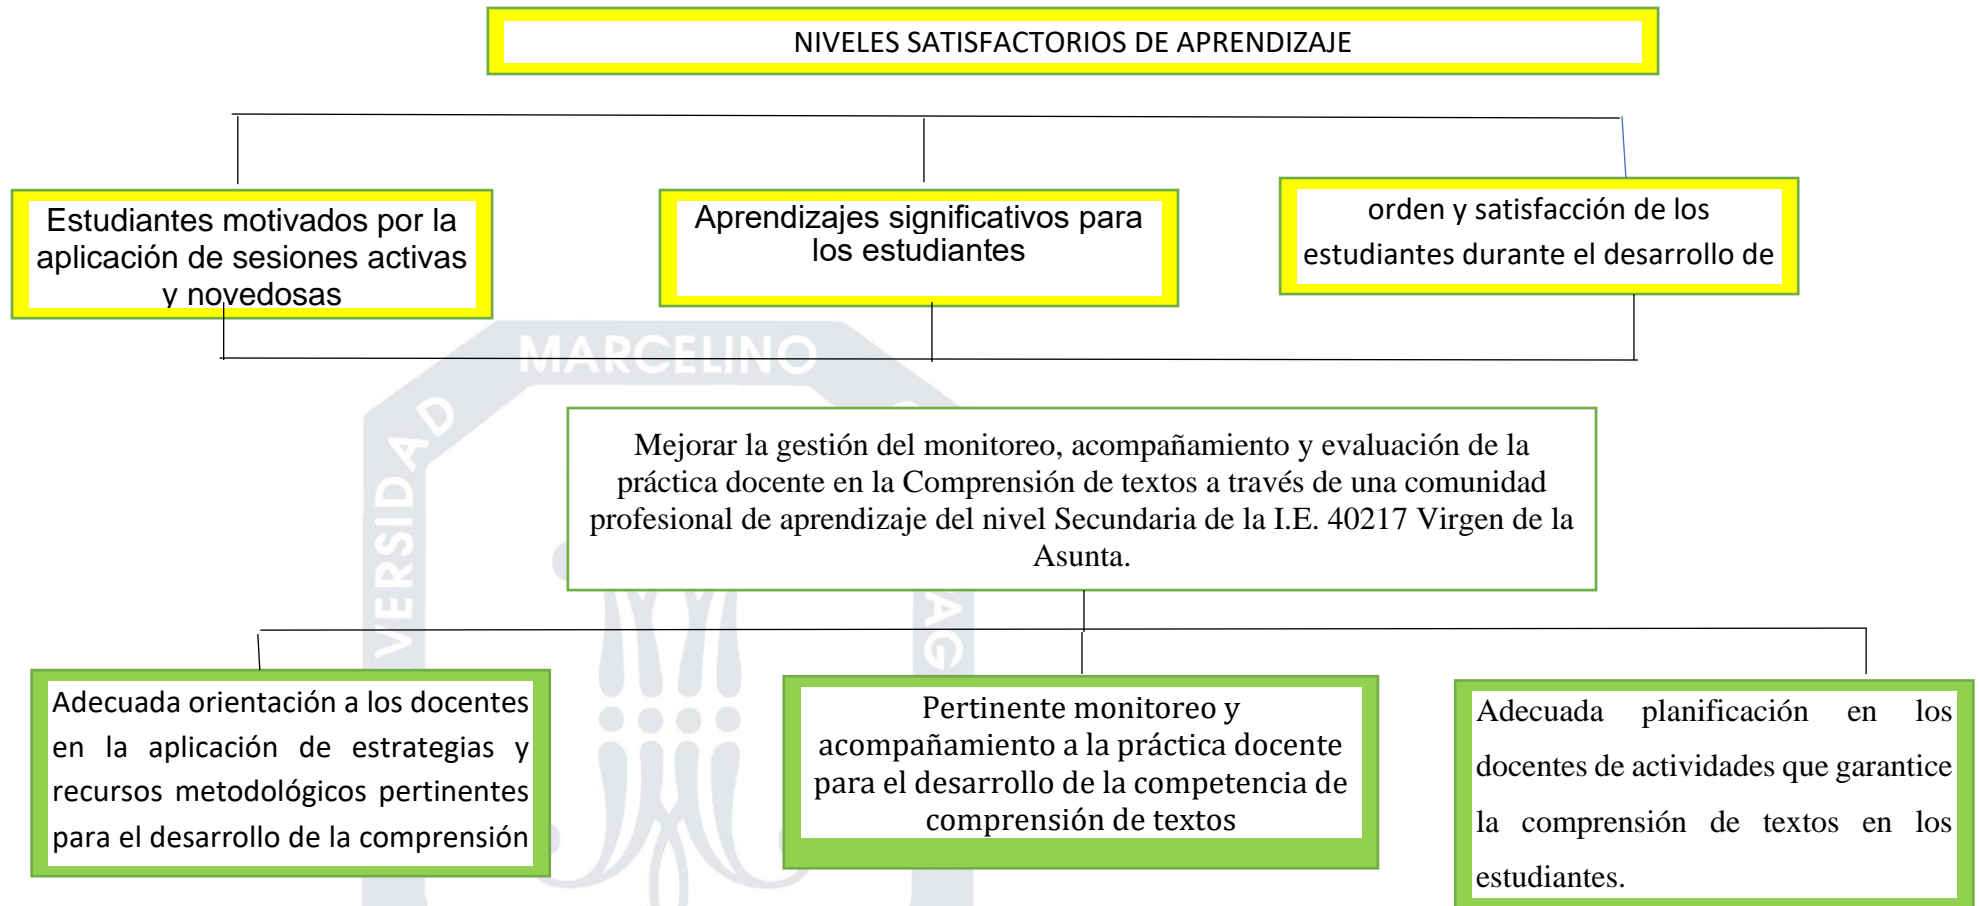 NIVELES SATISFACTORIOS DE APRENDIZAJE
Estudiantes motivados por la
aplicación de sesiones activas
y novedosas
Aprendizajes significativos para
los estudiantes
orden y satisfacción de los
estudiantes durante el desarrollo de
MARCELINO
VERSIDAD
PAG
Mejorar la gestión del monitoreo, acompañamiento y evaluación de la
práctica docente en la Comprensión de textos a través de una comunidad
profesional de aprendizaje del nivel Secundaria de la I.E. 40217 Virgen de la
Asunta.
Adecuada orientación a los docentes
en la aplicación de estrategias y
recursos metodológicos pertinentes
para el desarrollo de la comprensión
Pertinente monitoreo y
acompañamiento a la práctica docente
para el desarrollo de la competencia de
comprensión de textos
Adecuada planificación en los
docentes de actividades que garantice
la comprensión de textos en los
estudiantes.